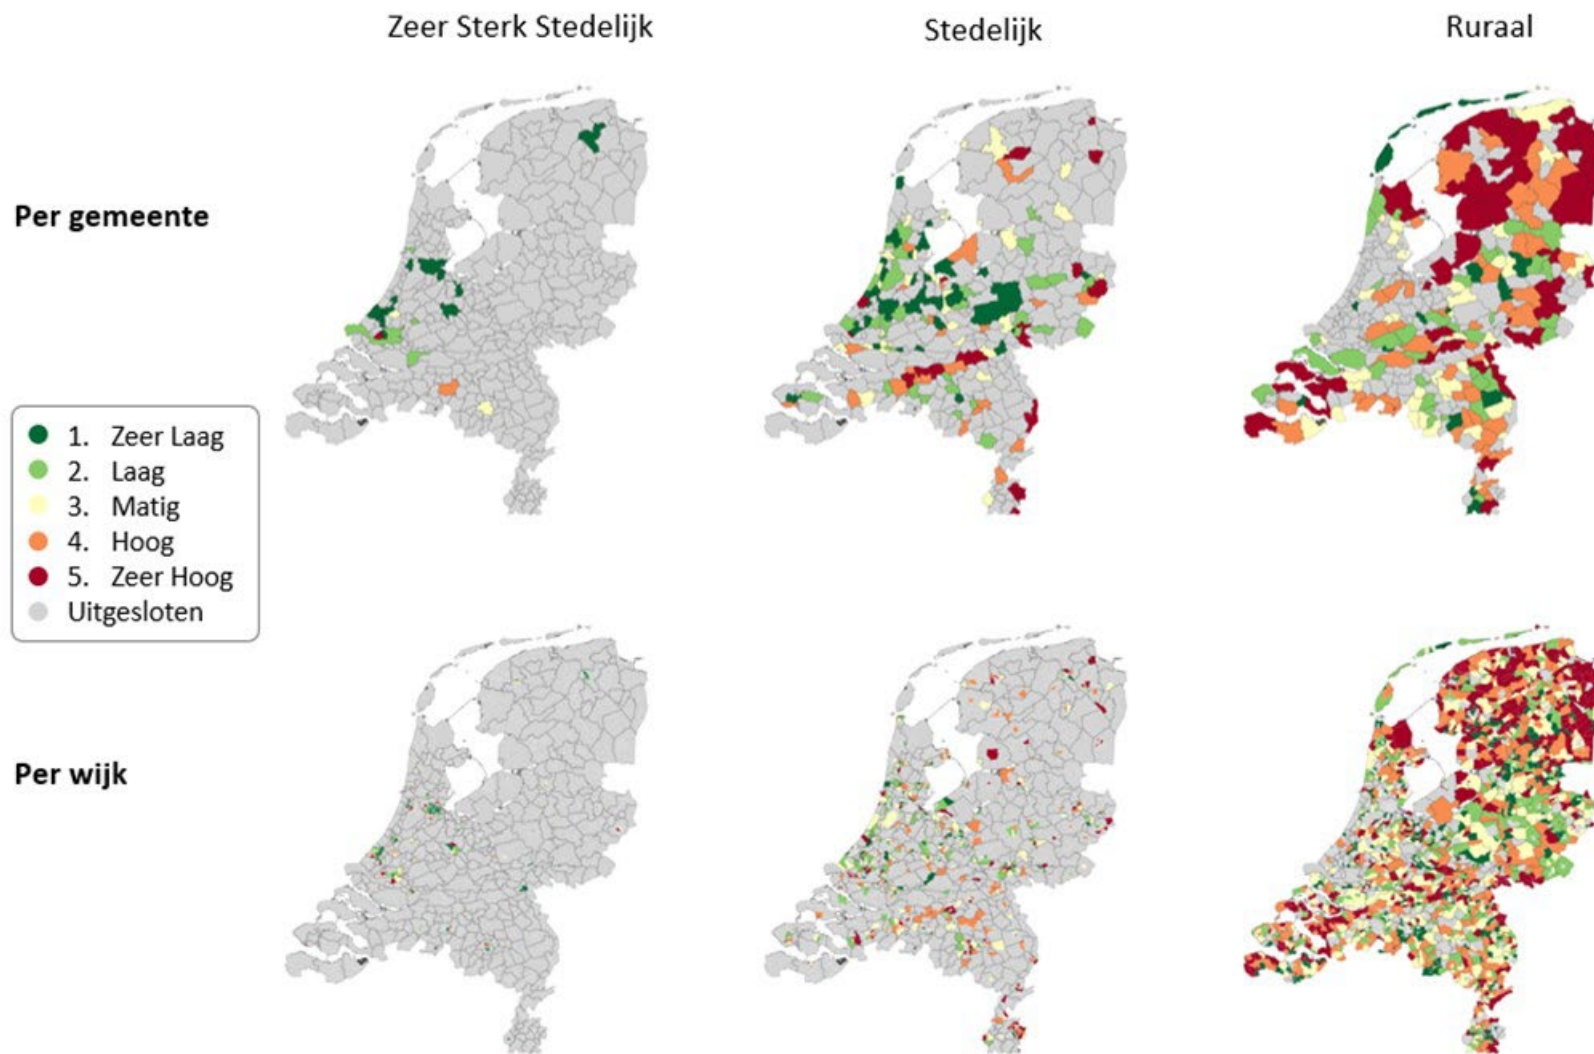 Zeer Sterk Stedelijk
Stedelijk
Ruraal
Per gemeente
1. Zeer Laag
2. Laag
3. Matig
4. Hoog
5. Zeer Hoog
Uitgesloten
Per wijk